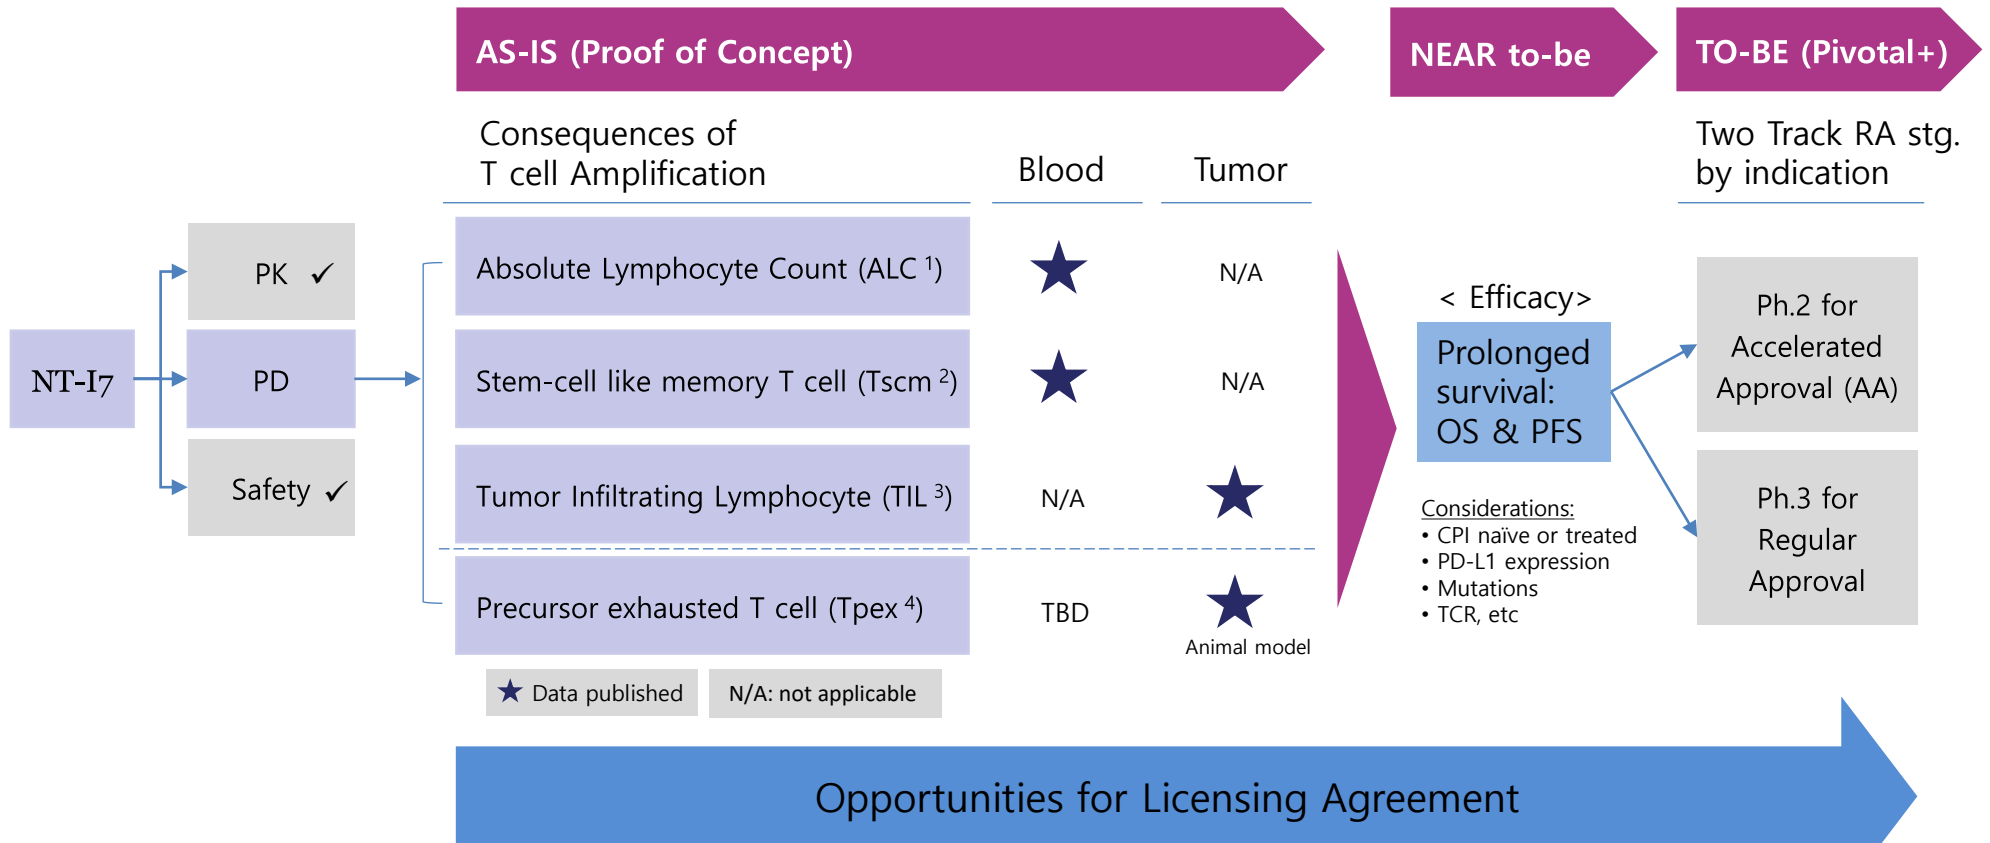 AS-IS (Proof of Concept)
NEAR to-be
TO-BE (Pivotal+)
Consequences of
T cell Amplification
Blood
Tumor
Two Track RA stg.
by indication
NT-I7
PK ✓
PD
Safety ✓
Absolute Lymphocyte Count (ALC ¹)
N/A
Stem-cell like memory T cell (Tscm ²)
N/A
Tumor Infiltrating Lymphocyte (TIL ³)
N/A
Precursor exhausted T cell (Tpex ⁴)
TBD
Animal model
★ Data published
N/A: not applicable
< Efficacy>
Prolonged
survival:
OS & PFS
Considerations:
• CPI naïve or treated
• PD-L1 expression
• Mutations
• TCR, etc
Ph.2 for
Accelerated
Approval (AA)
Ph.3 for
Regular
Approval
Opportunities for Licensing Agreement